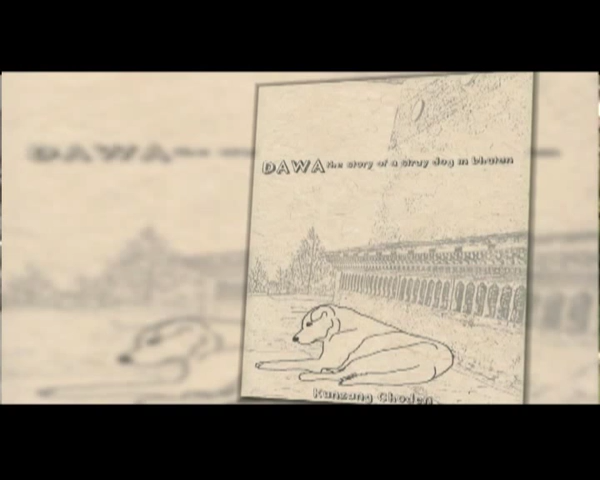 DAWA the story of a stray dog in bhutan
Kunzang Choden